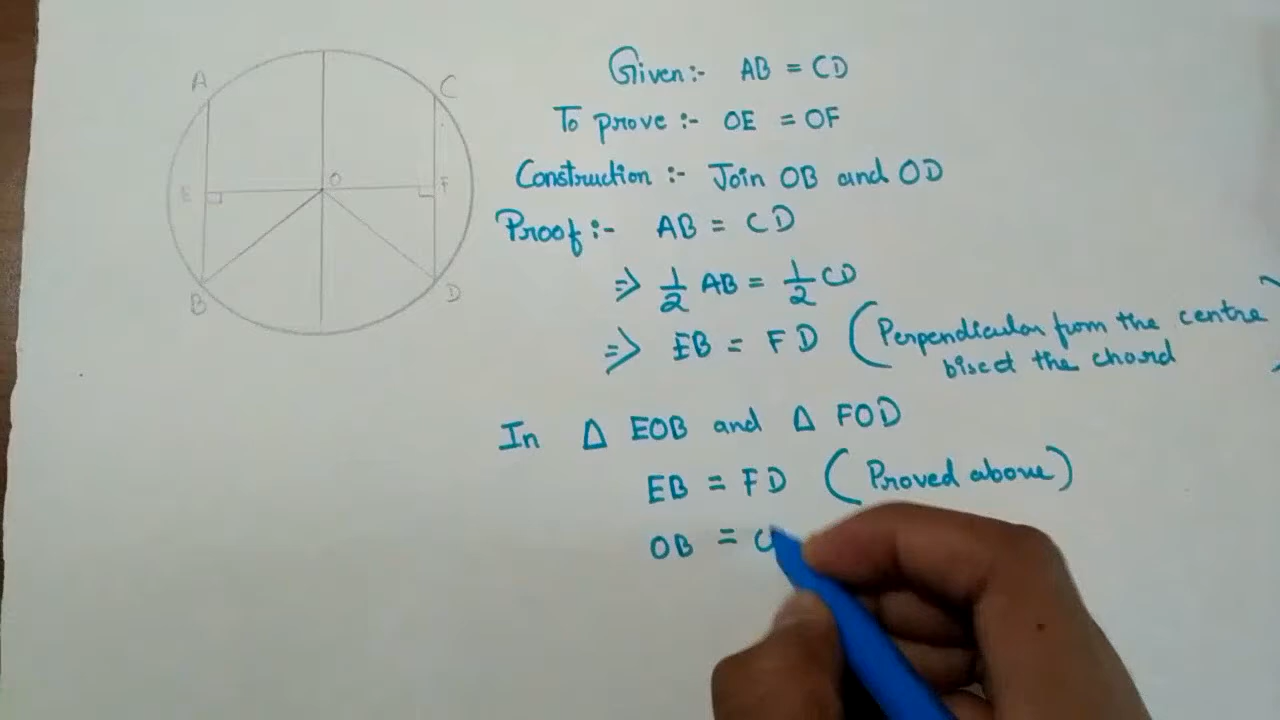 A
C
E
O
F
B
D
Given:- AB = CD
To prove:- OE = OF
Construction:- Join OB and OD
Proof:- AB = CD
⇒ 1/2 AB = 1/2 CD
⇒ EB = FD (Perpendicular from the centre
bisect the chord)
In Δ EOB and Δ FOD
EB = FD (Proved above)
OB =